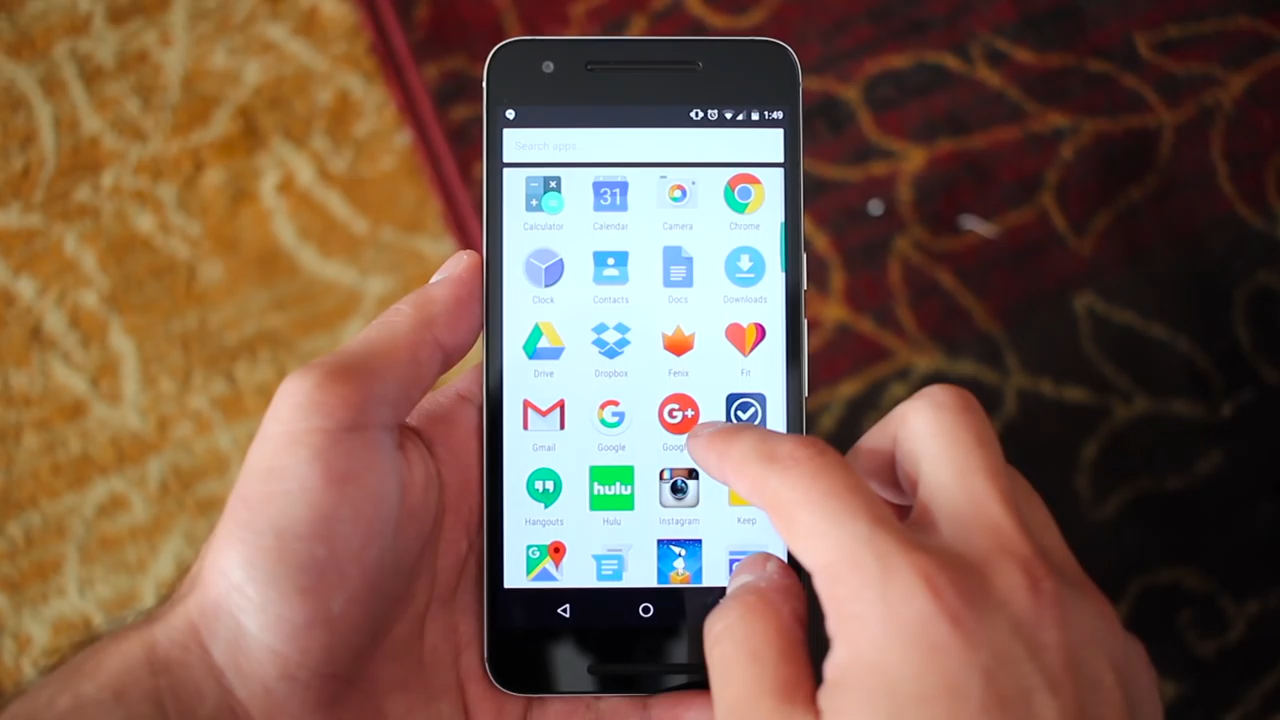 1:49
Search apps...
31
Calculator Calendar Camera Chrome
Clock Contacts Docs Downloads
Drive Dropbox Fenix Fit
G+
Gmail Google
hulu
Hangouts Hulu Instagram Keep
G